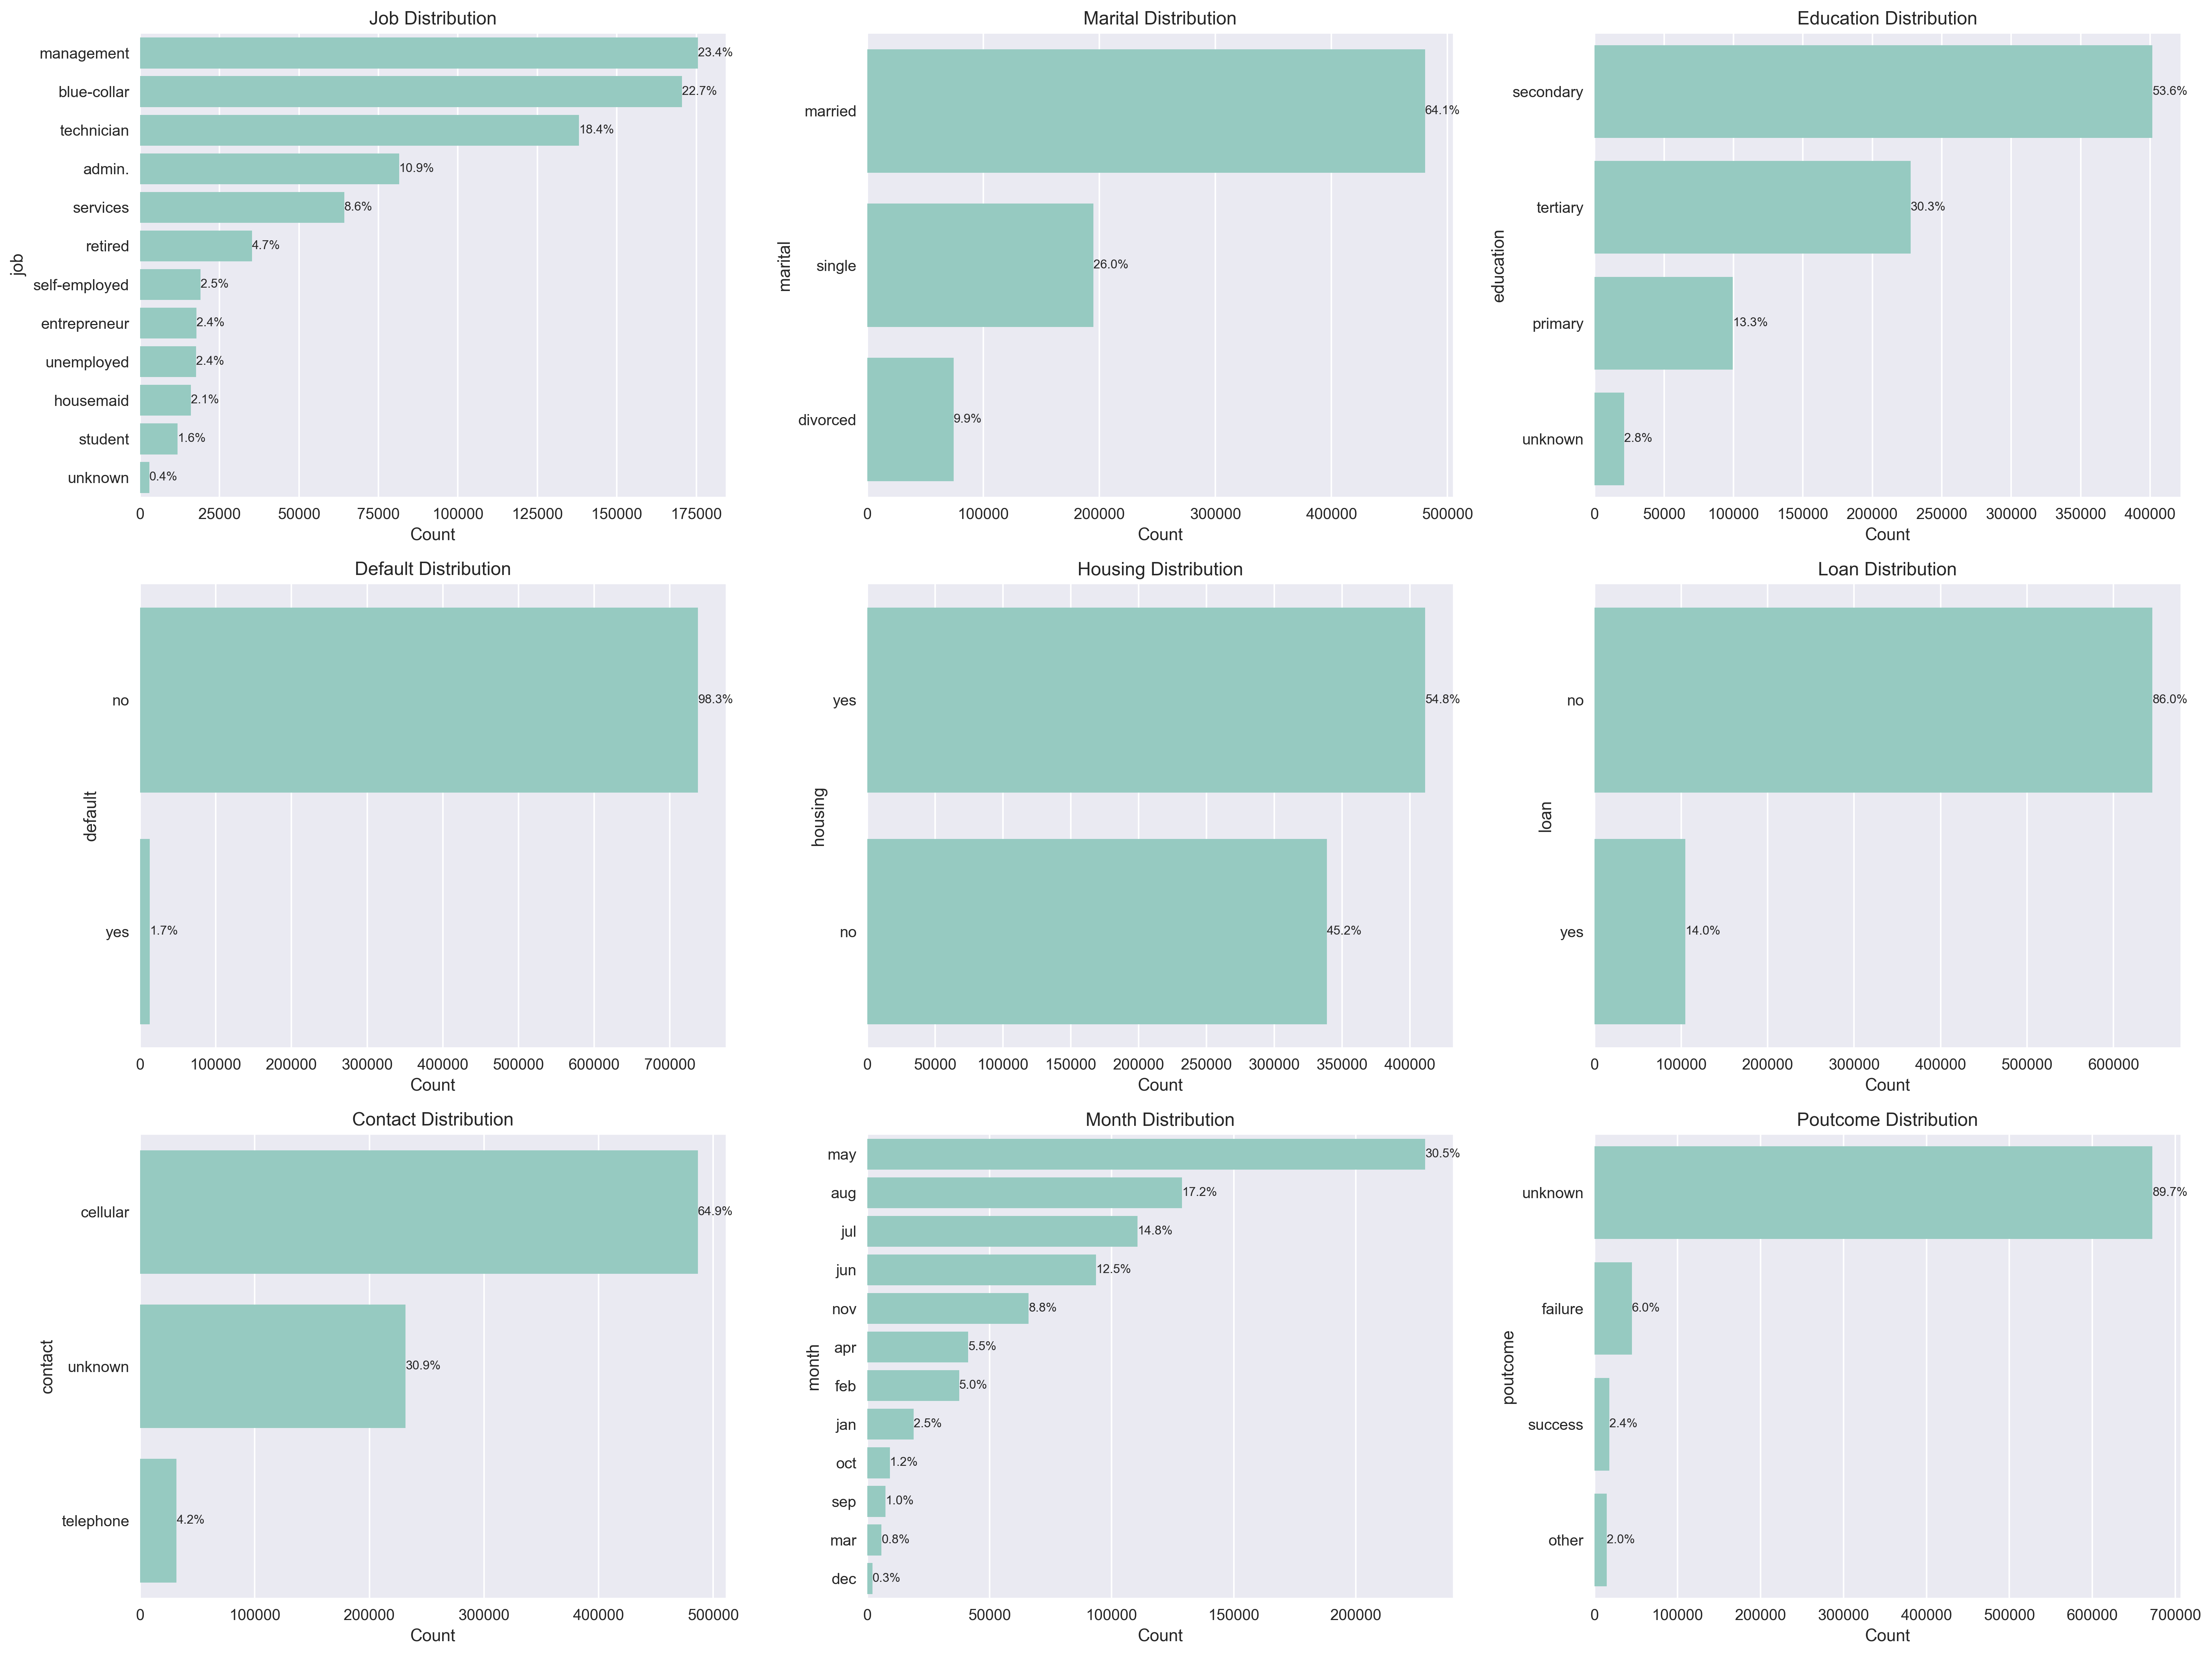 Job Distribution
management 23.4%
blue-collar 22.7%
technician 18.4%
admin. 10.9%
services 8.6%
retired 4.7%
self-employed 2.5%
entrepreneur 2.4%
unemployed 2.4%
housemaid 2.1%
student 1.6%
unknown 0.4%
job
0 25000 50000 75000 100000 125000 150000 175000
Count
Marital Distribution
married 64.1%
single 26.0%
divorced 9.9%
marital
0 100000 200000 300000 400000 500000
Count
Education Distribution
secondary 53.6%
tertiary 30.3%
primary 13.3%
unknown 2.8%
education
0 50000 100000 150000 200000 250000 300000 350000 400000
Count
Default Distribution
no 98.3%
yes 1.7%
default
0 100000 200000 300000 400000 500000 600000 700000
Count
Housing Distribution
yes 54.8%
no 45.2%
housing
0 50000 100000 150000 200000 250000 300000 350000 400000
Count
Loan Distribution
no 86.0%
yes 14.0%
loan
0 100000 200000 300000 400000 500000 600000
Count
Contact Distribution
cellular 64.9%
unknown 30.9%
telephone 4.2%
contact
0 100000 200000 300000 400000 500000
Count
Month Distribution
may 30.5%
aug 17.2%
jul 14.8%
jun 12.5%
nov 8.8%
apr 5.5%
feb 5.0%
jan 2.5%
oct 1.2%
sep 1.0%
mar 0.8%
dec 0.3%
month
0 50000 100000 150000 200000
Count
Poutcome Distribution
unknown 89.7%
failure 6.0%
success 2.4%
other 2.0%
poutcome
0 100000 200000 300000 400000 500000 600000 700000
Count